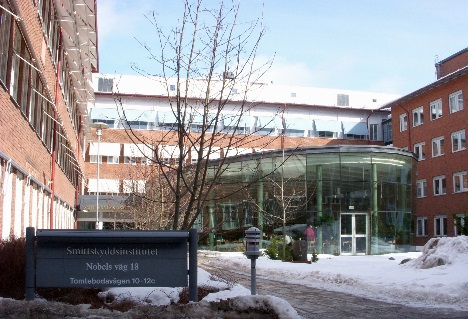 Smittskyddsinstitutet
Nobels väg 18
Tomtebodavägen 10-12c